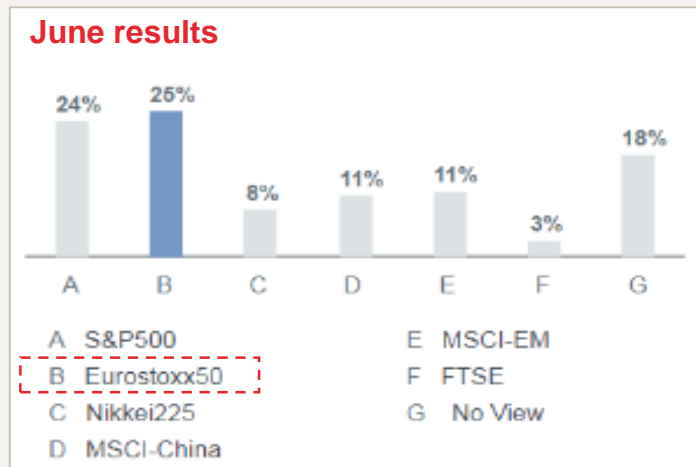 June results
24% 25% 8% 11% 11% 3% 18%
A B C D E F G
A S&P500
B Eurostoxx50
C Nikkei225
D MSCI-China
E MSCI-EM
F FTSE
G No View